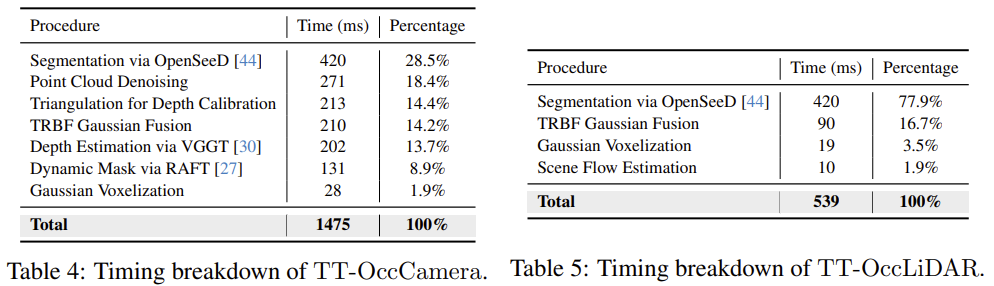 Procedure Time (ms) Percentage
Segmentation via OpenSeeD [44] 420 28.5%
Point Cloud Denoising 271 18.4%
Triangulation for Depth Calibration 213 14.4%
TRBF Gaussian Fusion 210 14.2%
Depth Estimation via VGGT [30] 202 13.7%
Dynamic Mask via RAFT [27] 131 8.9%
Gaussian Voxelization 28 1.9%
Total 1475 100%
Table 4: Timing breakdown of TT-OccCamera.
Procedure Time (ms) Percentage
Segmentation via OpenSeeD [44] 420 77.9%
TRBF Gaussian Fusion 90 16.7%
Gaussian Voxelization 19 3.5%
Scene Flow Estimation 10 1.9%
Total 539 100%
Table 5: Timing breakdown of TT-OccLiDAR.